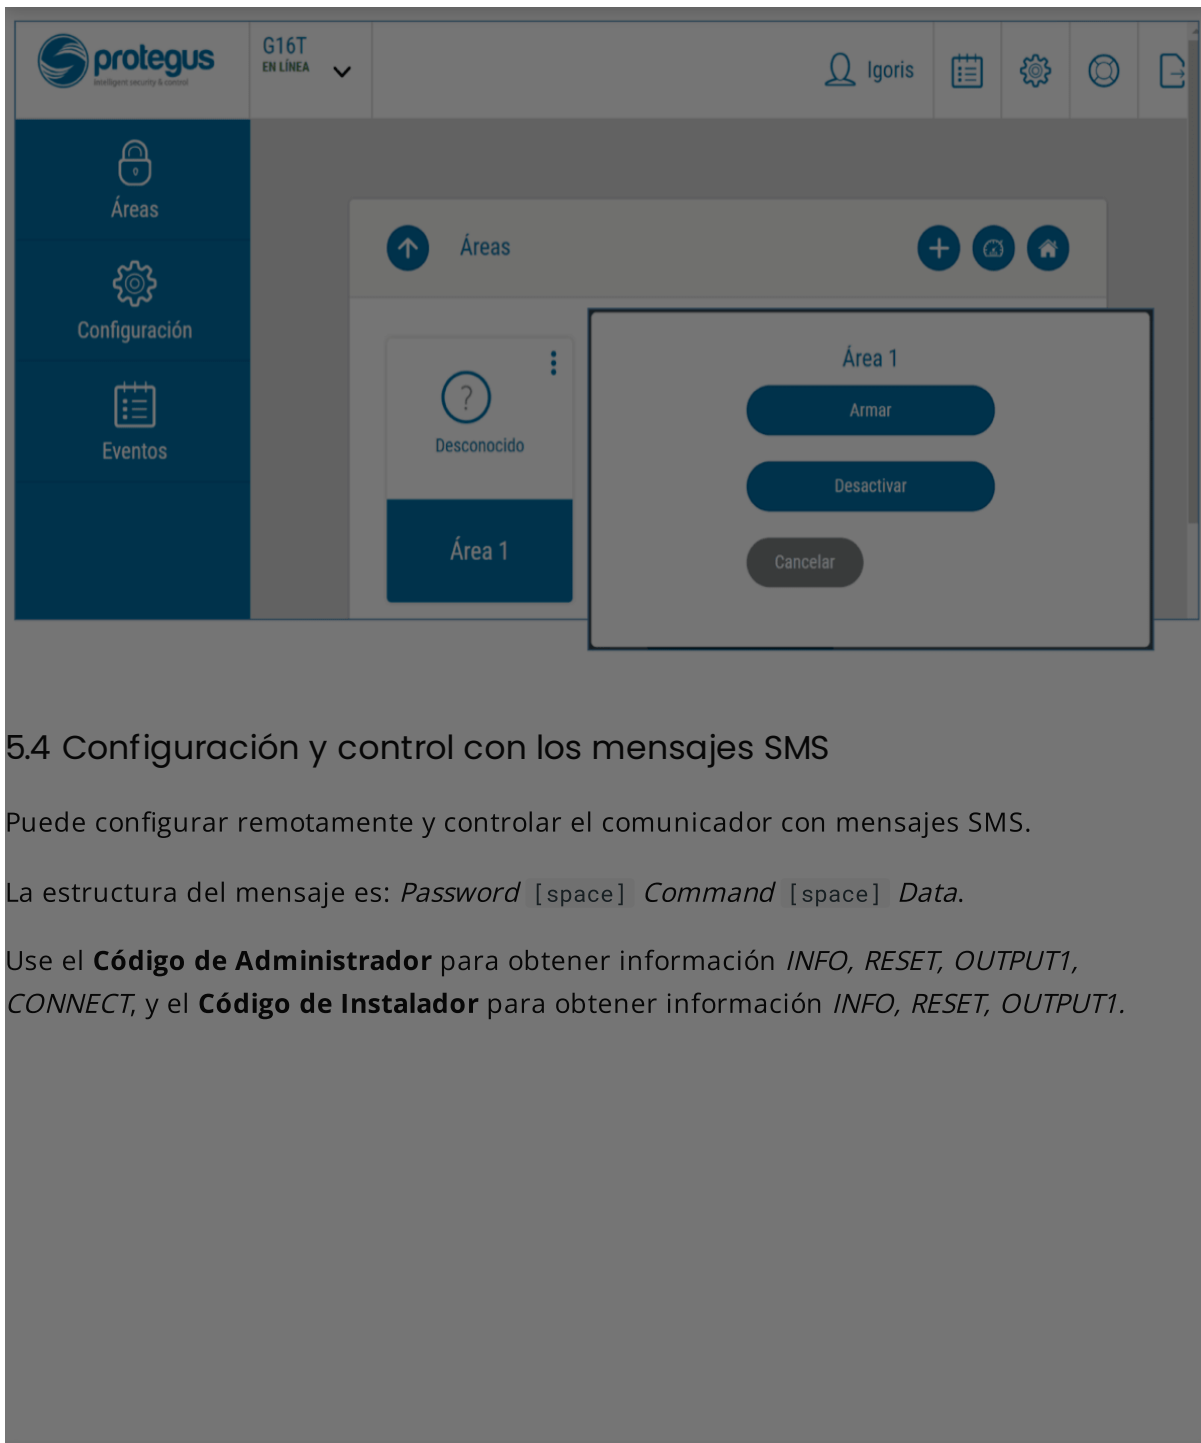 protegus
intelligent security & control
G16T
EN LÍNEA
Igoris
Áreas
Configuración
Eventos
Áreas
?
Desconocido
Área 1
Área 1
Armar
Desactivar
Cancelar
5.4 Configuración y control con los mensajes SMS
Puede configurar remotamente y controlar el comunicador con mensajes SMS.
La estructura del mensaje es: Password [space] Command [space] Data.
Use el Código de Administrador para obtener información INFO, RESET, OUTPUT1,
CONNECT, y el Código de Instalador para obtener información INFO, RESET, OUTPUT1.